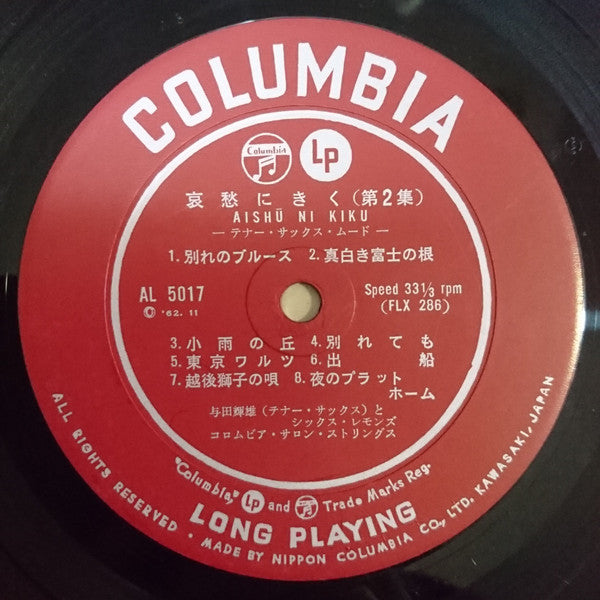 COLUMBIA
Columbia
LP
哀愁にきく(第2集)
AISHŪ NI KIKU
—テナー・サックス・ムード—
1.別れのブルース 2.真白き富士の根
AL 5017
Speed 33 1/3 rpm
© '62. 11
(FLX 286)
3.小雨の丘 4.別れても
5.東京ワルツ 6.出船
7.越後獅子の唄 8.夜のプラット
ホーム
与田輝雄(テナー・サックス)と
シックス・レモンズ
コロムビア・サロン・ストリングス
"Columbia," LP and Trade Marks Reg.
LONG PLAYING
ALL RIGHTS RESERVED • MADE BY NIPPON COLUMBIA CO., LTD. KAWASAKI, JAPAN